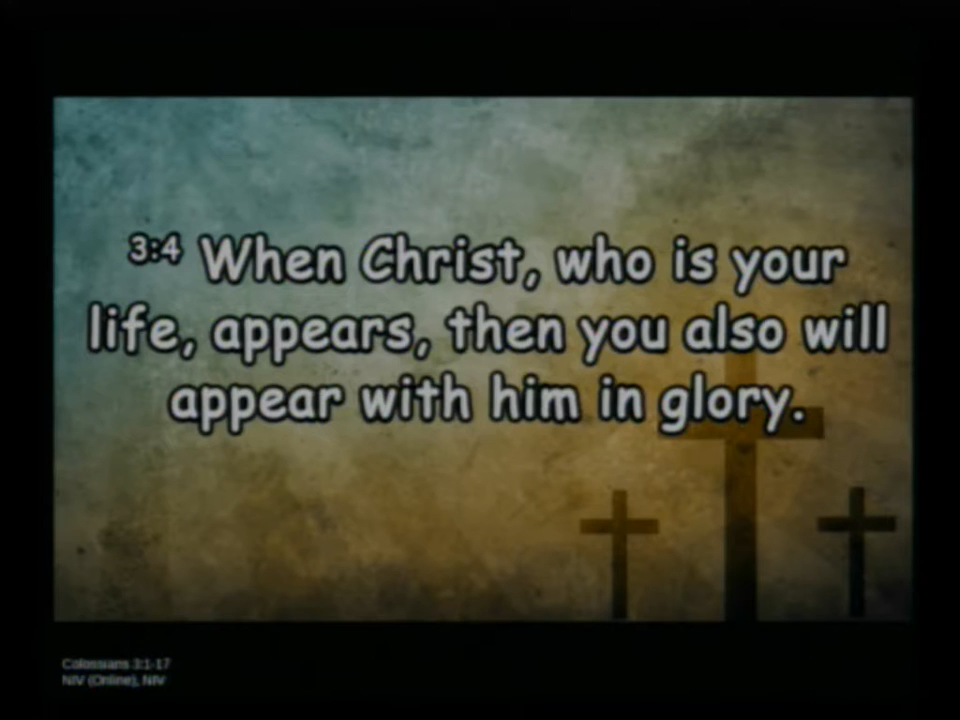 3:4 When Christ, who is your
life, appears, then you also will
appear with him in glory.
Colossians 3:1-17
NIV (Online), NIV